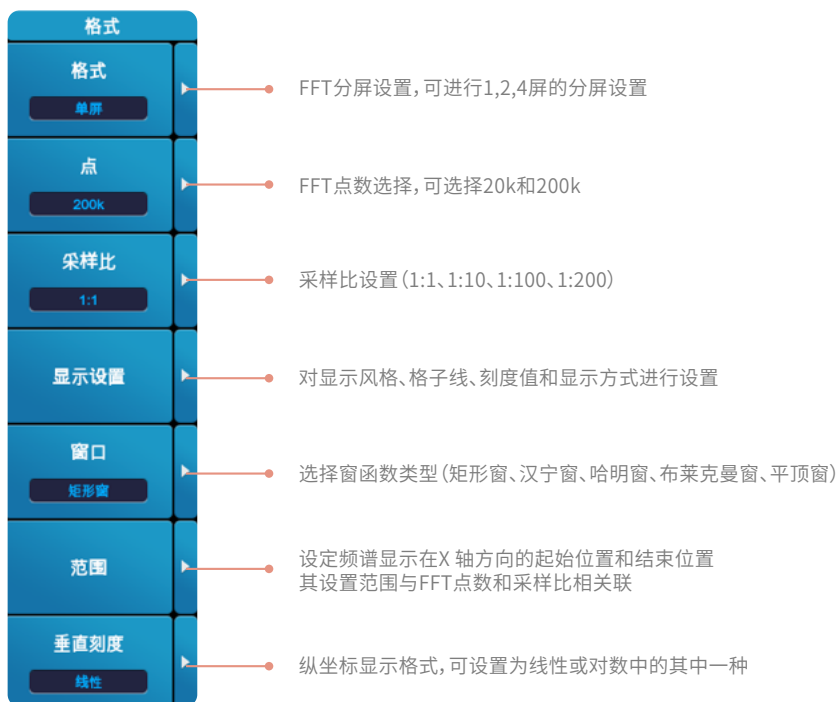 格式
格式
单屏
FFT分屏设置,可进行1,2,4屏的分屏设置
点
200k
FFT点数选择,可选择20k和200k
采样比
1:1
采样比设置(1:1、1:10、1:100、1:200)
显示设置
对显示风格、格子线、刻度值和显示方式进行设置
窗口
矩形窗
选择窗函数类型(矩形窗、汉宁窗、哈明窗、布莱克曼窗、平顶窗)
范围
设定频谱显示在X 轴方向的起始位置和结束位置
其设置范围与FFT点数和采样比相关联
垂直刻度
线性
纵坐标显示格式,可设置为线性或对数中的其中一种